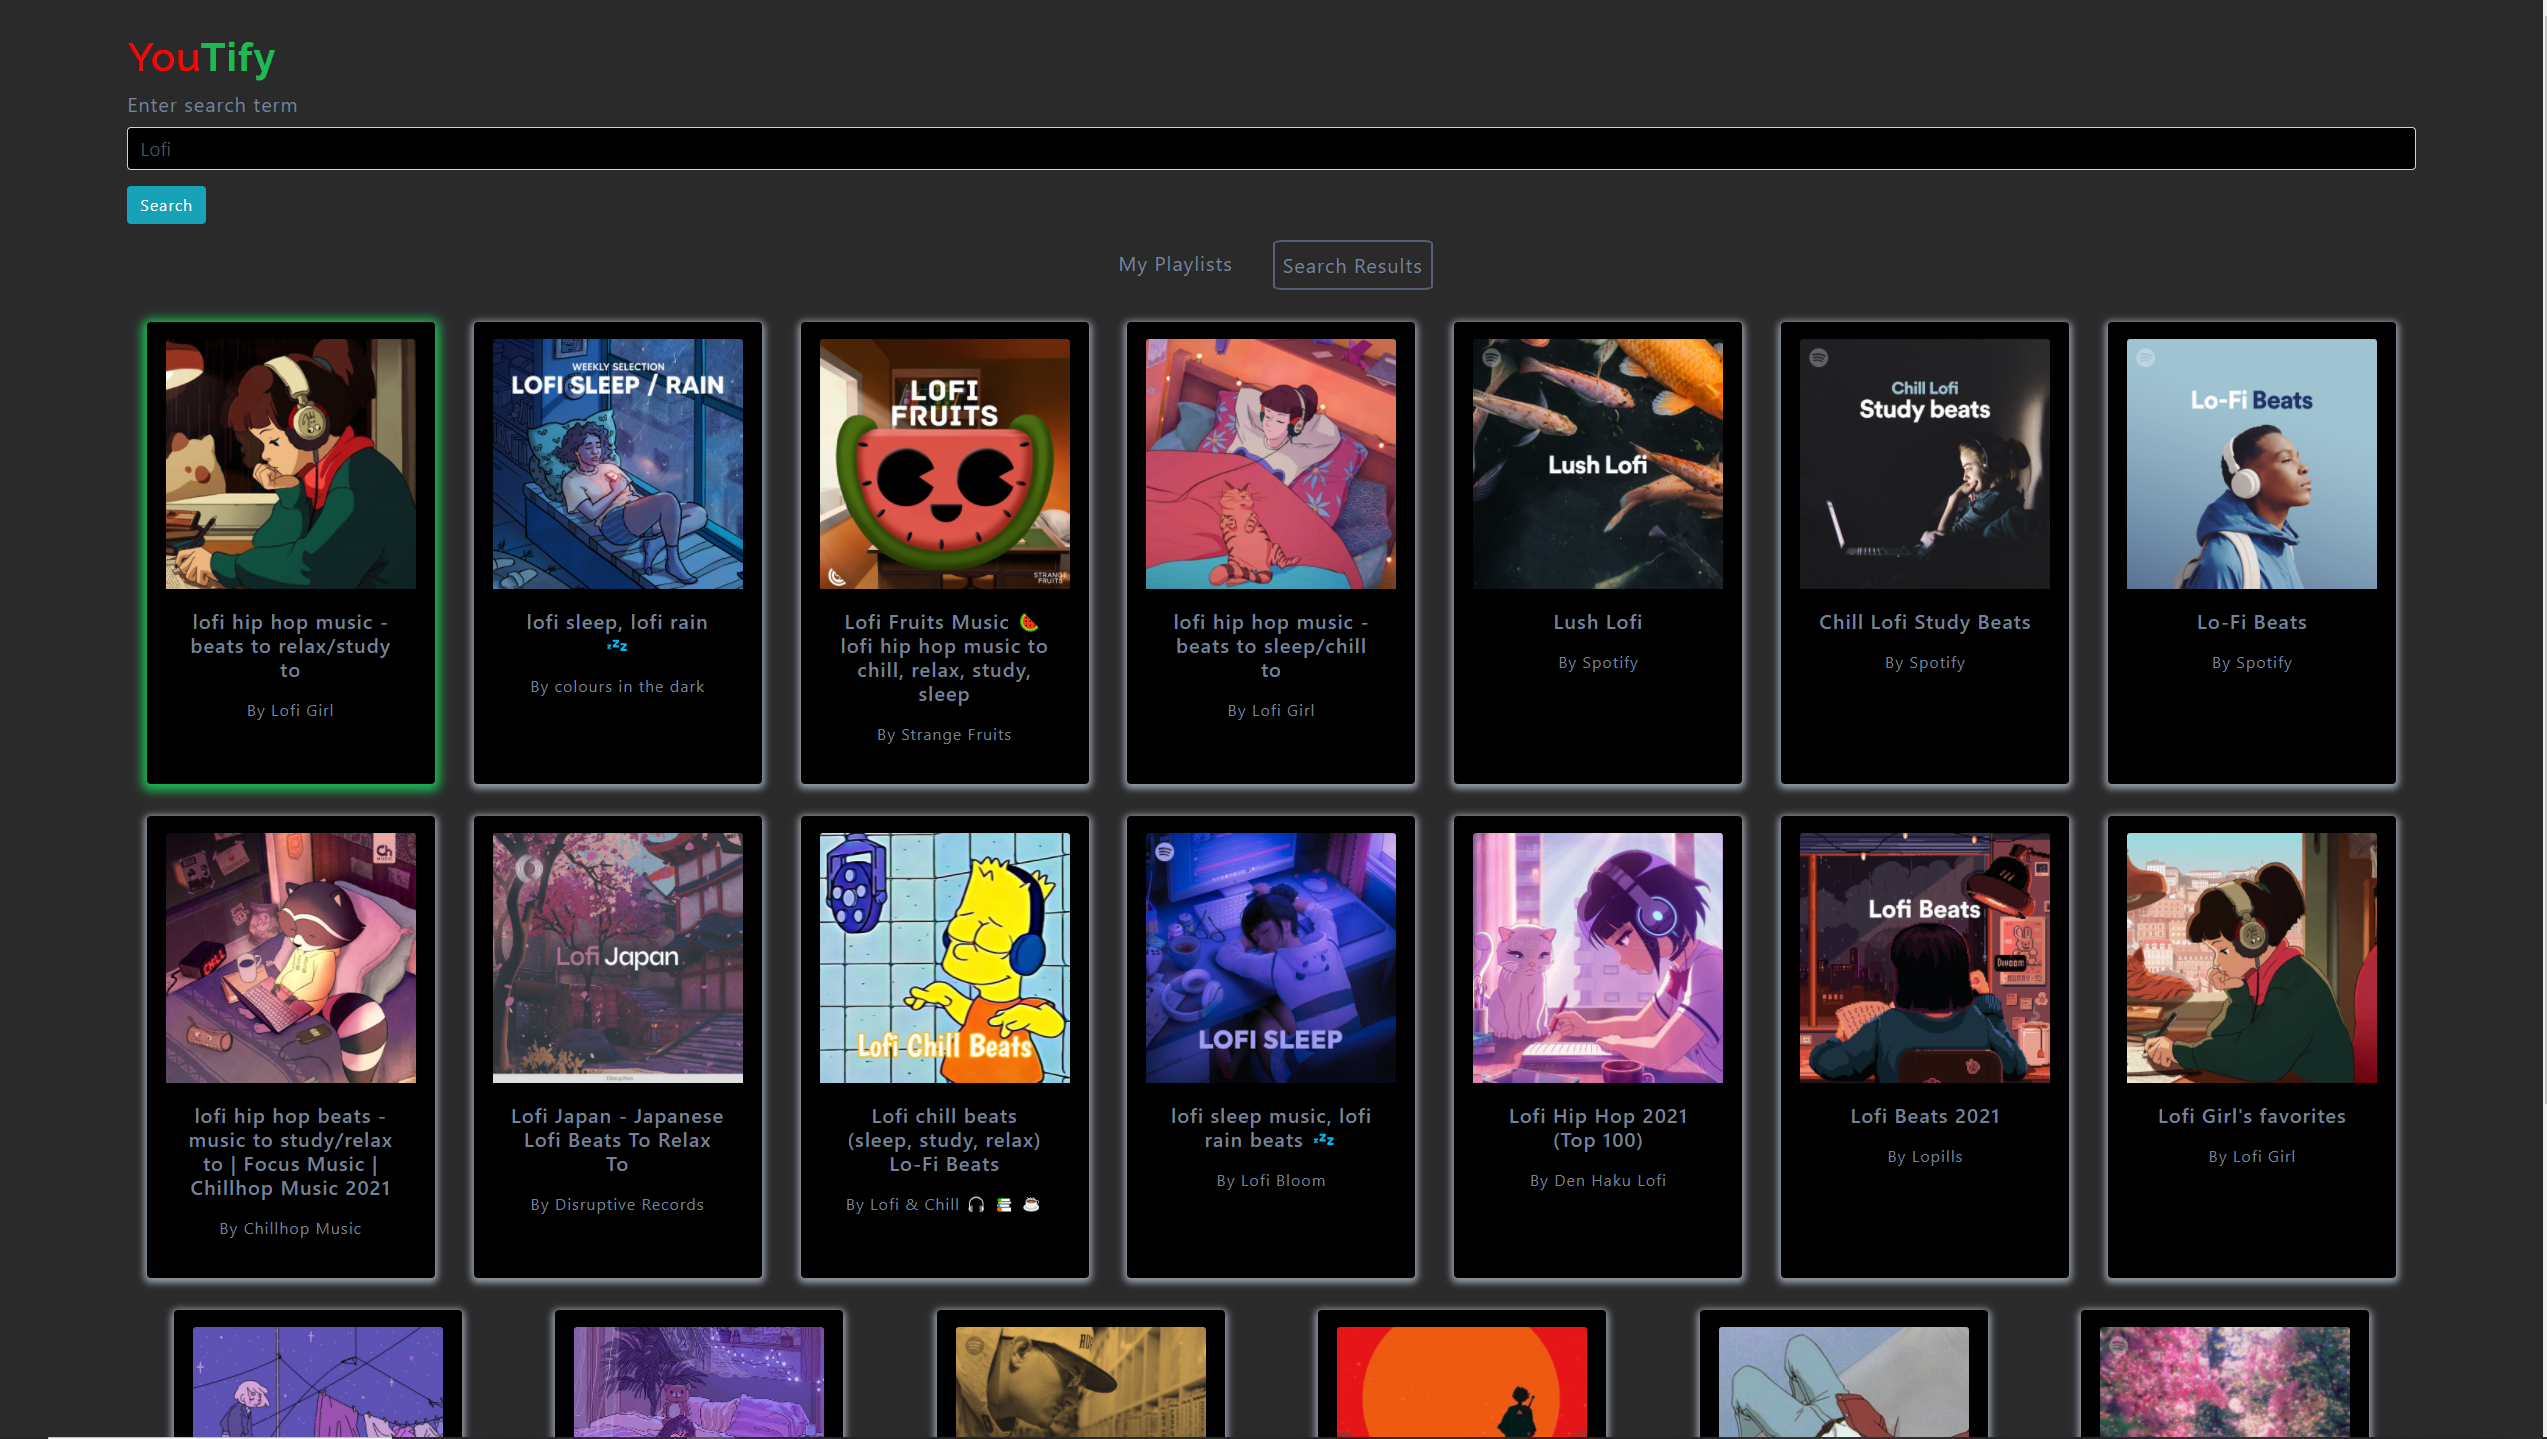 YouTify
Enter search term
Lofi
Search
My Playlists
Search Results
WEEKLY SELECTION
LOFI SLEEP / RAIN
LOFI
FRUITS
STRANGE
FRUITS
Lush Lofi
Chill Lofi
Study beats
Lo-Fi Beats
lofi hip hop music -
beats to relax/study
to
By Lofi Girl
lofi sleep, lofi rain
💤
By colours in the dark
Lofi Fruits Music 🍉
lofi hip hop music to
chill, relax, study,
sleep
By Strange Fruits
lofi hip hop music -
beats to sleep/chill
to
By Lofi Girl
Lush Lofi
By Spotify
Chill Lofi Study Beats
By Spotify
Lo-Fi Beats
By Spotify
Ch
MUSIC
CHILL
Lofi Japan
Disruptive
Lofi Chill Beats
LOFI SLEEP
Lofi Beats
Divoom
BUNNY
lofi hip hop beats -
music to study/relax
to | Focus Music |
Chillhop Music 2021
By Chillhop Music
Lofi Japan - Japanese
Lofi Beats To Relax
To
By Disruptive Records
Lofi chill beats
(sleep, study, relax)
Lo-Fi Beats
By Lofi & Chill 🎧 📚 ☕
lofi sleep music, lofi
rain beats 💤
By Lofi Bloom
Lofi Hip Hop 2021
(Top 100)
By Den Haku Lofi
Lofi Beats 2021
By Lopills
Lofi Girl's favorites
By Lofi Girl